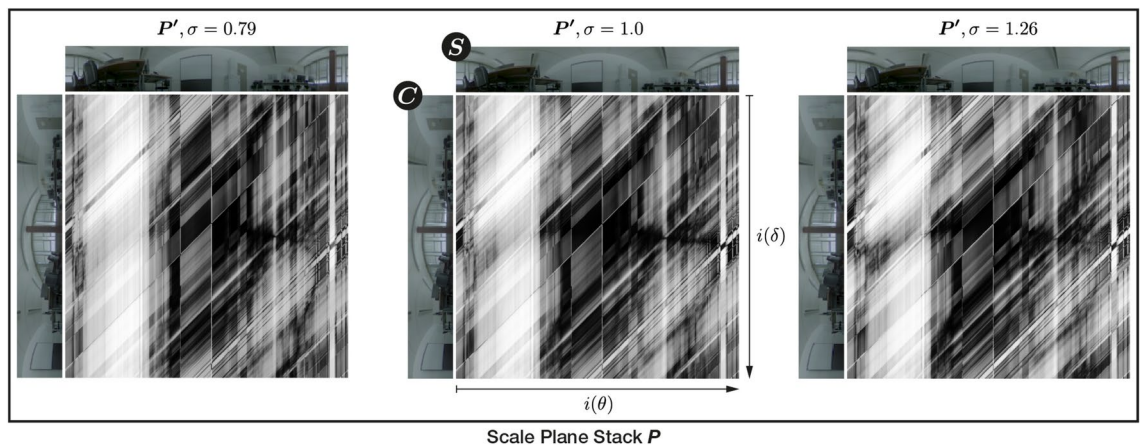 P′, σ = 0.79
P′, σ = 1.0
P′, σ = 1.26
S
C
i(δ)
i(θ)
Scale Plane Stack P